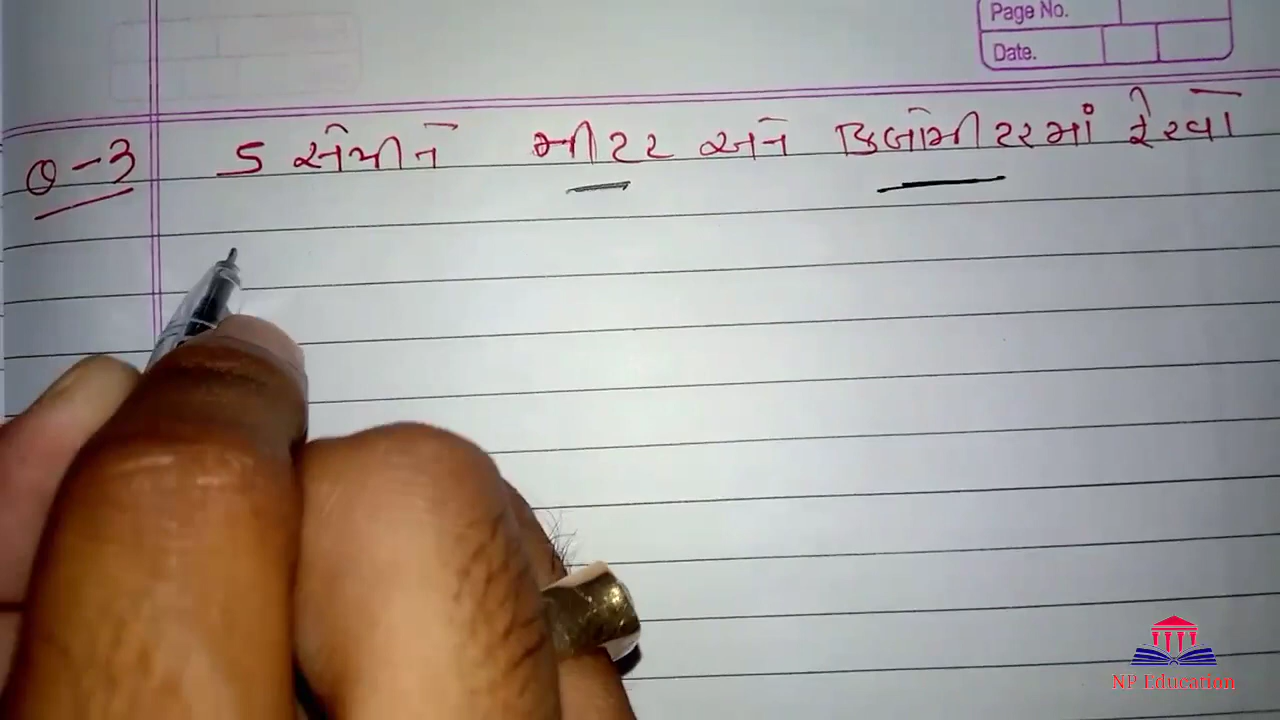 Page No.
Date.
Q-3 5 સેમીને મીટર અને કિલોમીટરમાં ફેરવો
NP Education